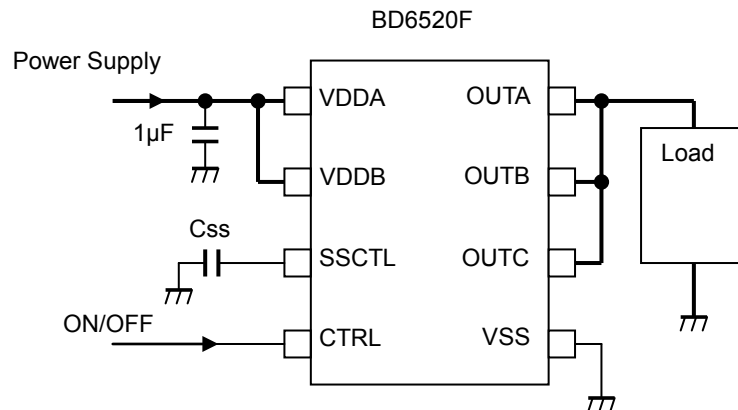 BD6520F
Power Supply
1µF
VDDA
OUTA
VDDB
OUTB
Load
Css
SSCTL
OUTC
ON/OFF
CTRL
VSS